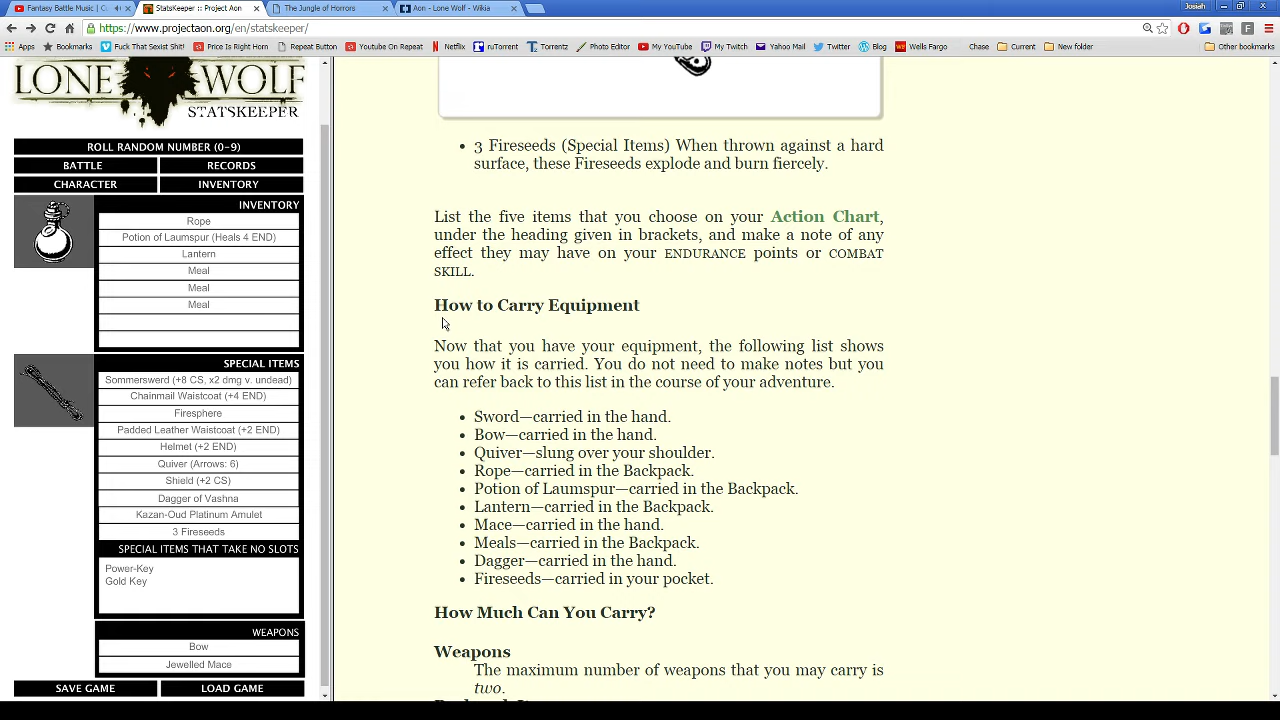 Fantasy Battle Music | Cu
StatsKeeper :: Project Aon
The Jungle of Horrors
Aon - Lone Wolf - Wikia
Josiah
https://www.projectaon.org/en/statskeeper/
Apps
Bookmarks
Fuck That Sexist Shit!
Price Is Right Horn
Repeat Button
Youtube On Repeat
Netflix
ruTorrent
Torrentz
Photo Editor
My YouTube
My Twitch
Yahoo Mail
Twitter
Blog
Wells Fargo
Chase
Current
New folder
Other bookmarks
LONE WOLF
STATSKEEPER
ROLL RANDOM NUMBER (0-9)
BATTLE
RECORDS
CHARACTER
INVENTORY
INVENTORY
Rope
Potion of Laumspur (Heals 4 END)
Lantern
Meal
Meal
Meal
SPECIAL ITEMS
Sommerswerd (+8 CS, x2 dmg v. undead)
Chainmail Waistcoat (+4 END)
Firesphere
Padded Leather Waistcoat (+2 END)
Helmet (+2 END)
Quiver (Arrows: 6)
Shield (+2 CS)
Dagger of Vashna
Kazan-Oud Platinum Amulet
3 Fireseeds
SPECIAL ITEMS THAT TAKE NO SLOTS
Power-Key
Gold Key
WEAPONS
Bow
Jewelled Mace
SAVE GAME
LOAD GAME
• 3 Fireseeds (Special Items) When thrown against a hard
surface, these Fireseeds explode and burn fiercely.
List the five items that you choose on your Action Chart,
under the heading given in brackets, and make a note of any
effect they may have on your ENDURANCE points or COMBAT
SKILL.
How to Carry Equipment
Now that you have your equipment, the following list shows
you how it is carried. You do not need to make notes but you
can refer back to this list in the course of your adventure.
• Sword—carried in the hand.
• Bow—carried in the hand.
• Quiver—slung over your shoulder.
• Rope—carried in the Backpack.
• Potion of Laumspur—carried in the Backpack.
• Lantern—carried in the Backpack.
• Mace—carried in the hand.
• Meals—carried in the Backpack.
• Dagger—carried in the hand.
• Fireseeds—carried in your pocket.
How Much Can You Carry?
Weapons
The maximum number of weapons that you may carry is
two.